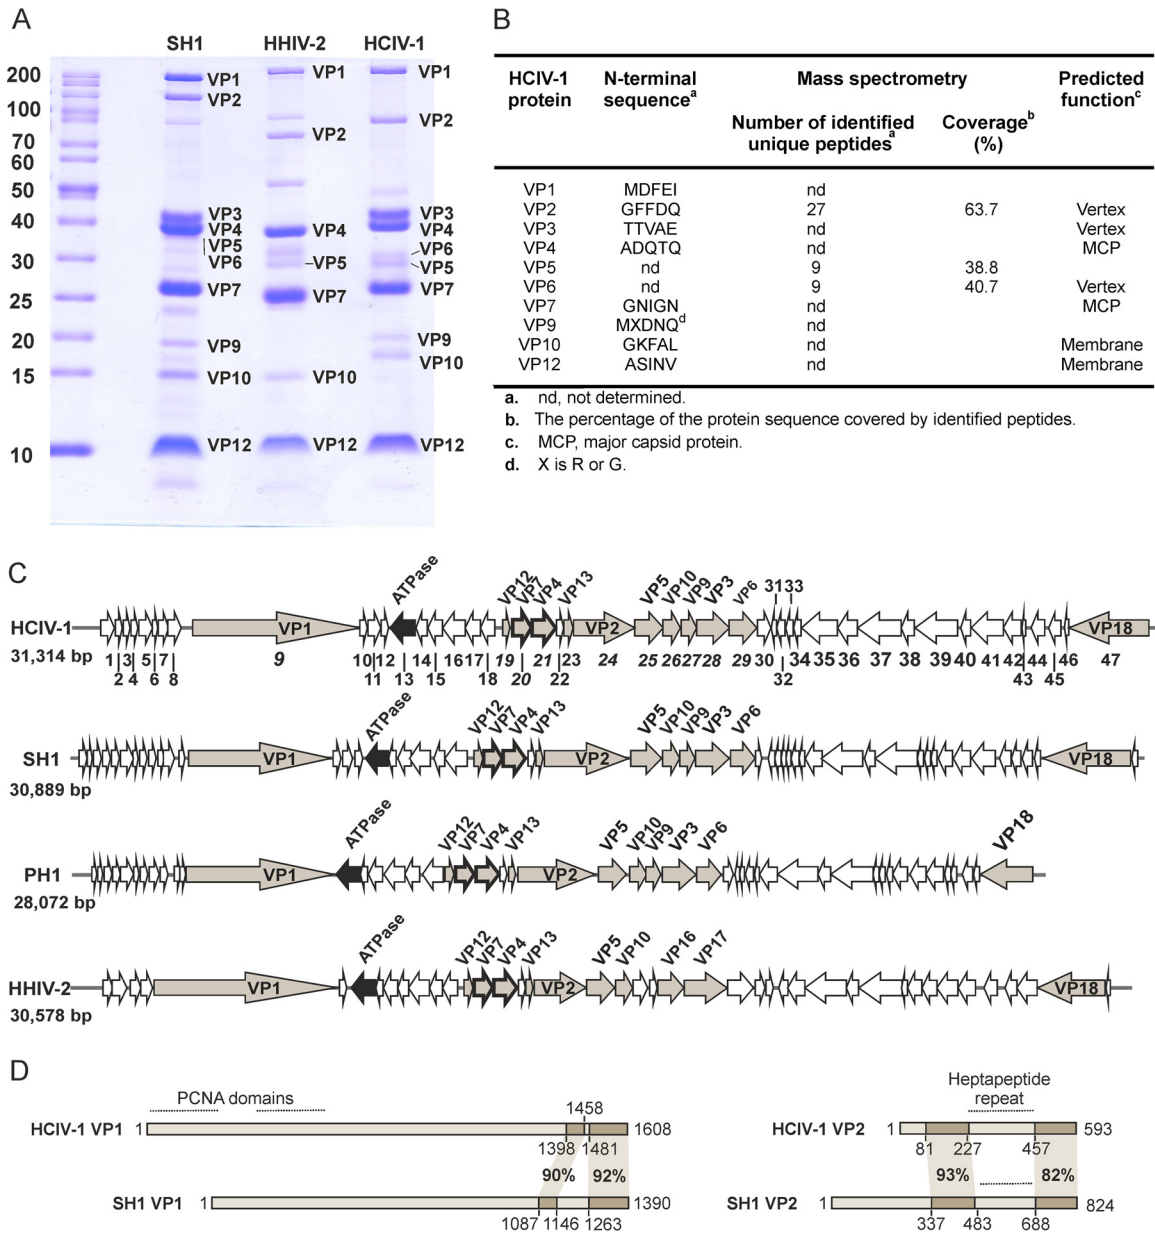 A
SH1 HHIV-2 HCIV-1
200
100
70
60
50
40
30
25
20
15
10
VP1
VP2
VP3
VP4
VP5
VP6
VP7
VP9
VP10
VP12
VP1
VP2
VP4
VP5
VP7
VP10
VP12
VP1
VP2
VP3
VP4
VP6
VP5
VP7
VP9
VP10
VP12
B
HCIV-1 protein N-terminal sequence a Mass spectrometry Predicted function c
Number of identified unique peptides a Coverage b (%)
VP1 MDFEI nd
VP2 GFFDQ 27 63.7 Vertex
VP3 TTVAE nd Vertex
VP4 ADQTQ nd MCP
VP5 nd 9 38.8
VP6 nd 9 40.7 Vertex
VP7 GNIGN nd MCP
VP9 MXDNQ d nd
VP10 GKFAL nd Membrane
VP12 ASINV nd Membrane
a. nd, not determined.
b. The percentage of the protein sequence covered by identified peptides.
c. MCP, major capsid protein.
d. X is R or G.
C
ATPase VP12 VP7 VP4 VP13 VP5 VP10 VP9 VP3 VP6 31 33
HCIV-1 VP1 VP2 VP18
31,314 bp 1 3 5 7 9 10 12 14 16 17 19 21 23 24 25 26 27 28 29 30 34 35 36 37 38 39 40 41 42 44 46 47
2 4 6 8 11 13 15 18 20 22 32 43 45
ATPase VP12 VP7 VP4 VP13 VP5 VP10 VP9 VP3 VP6
SH1 VP1 VP2 VP18
30,889 bp
ATPase VP12 VP7 VP4 VP13 VP5 VP10 VP9 VP3 VP6 VP18
PH1 VP1 VP2
28,072 bp
ATPase VP12 VP7 VP4 VP13 VP5 VP10 VP16 VP17
HHIV-2 VP1 VP2 VP18
30,578 bp
D
PCNA domains
1458
HCIV-1 VP1 1 1608
1398 1481
90% 92%
SH1 VP1 1 1390
1087 1146 1263
Heptapeptide
repeat
HCIV-1 VP2 1 593
81 227 457
93% 82%
SH1 VP2 1 824
337 483 688